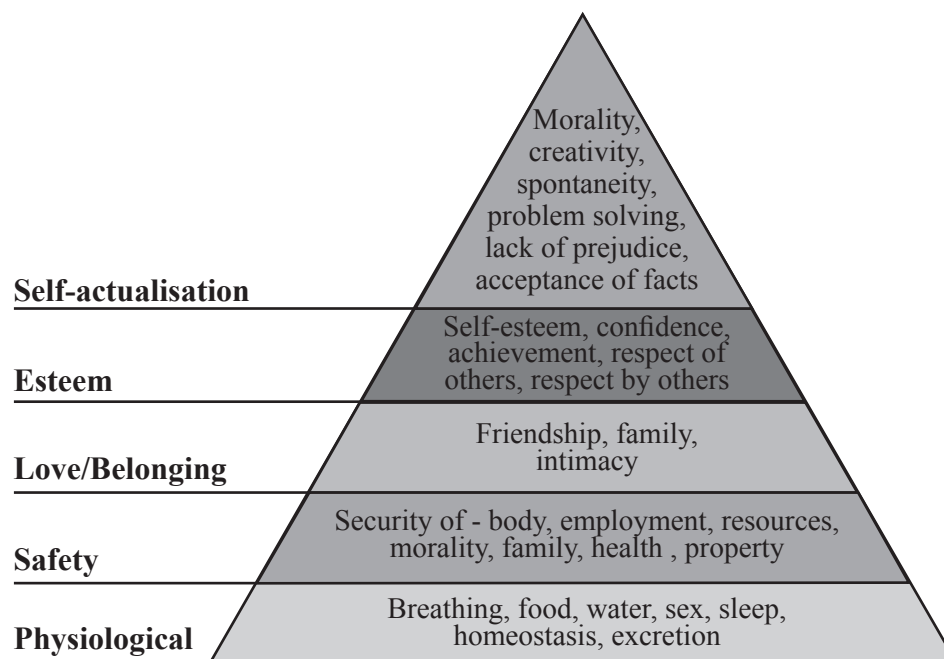 Morality,
creativity,
spontaneity,
problem solving,
lack of prejudice,
acceptance of facts
Self-actualisation
Self-esteem, confidence,
achievement, respect of
others, respect by others
Esteem
Friendship, family,
intimacy
Love/Belonging
Security of - body, employment, resources,
morality, family, health , property
Safety
Breathing, food, water, sex, sleep,
homeostasis, excretion
Physiological